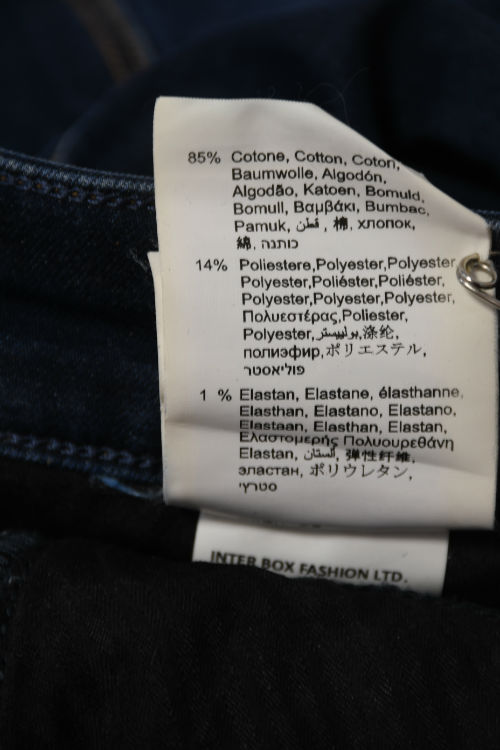 85% Cotone, Cotton, Coton,
Baumwolle, Algodón,
Algodão, Katoen, Bomuld,
Bomull, Βαμβάκι, Bumbac,
Pamuk, قطن, 棉, хлопок,
綿, כותנה
14% Poliestere,Polyester,Polyester
Polyester,Poliéster,Poliéster,
Polyester,Polyester,Polyester,
Πολυεστέρας,Poliester,
Polyester,بوليستر,涤纶,
полиэфир,ポリエステル,
פוליאסטר
1 % Elastan, Elastane, élasthanne,
Elasthan, Elastano, Elastano,
Elastaan, Elasthan, Elastan,
Ελαστομερής Πολυουρεθάνη
Elastan, الستان, 弹性纤维,
эластан, ポリウレタン,
INTER BOX FASHION LTD.